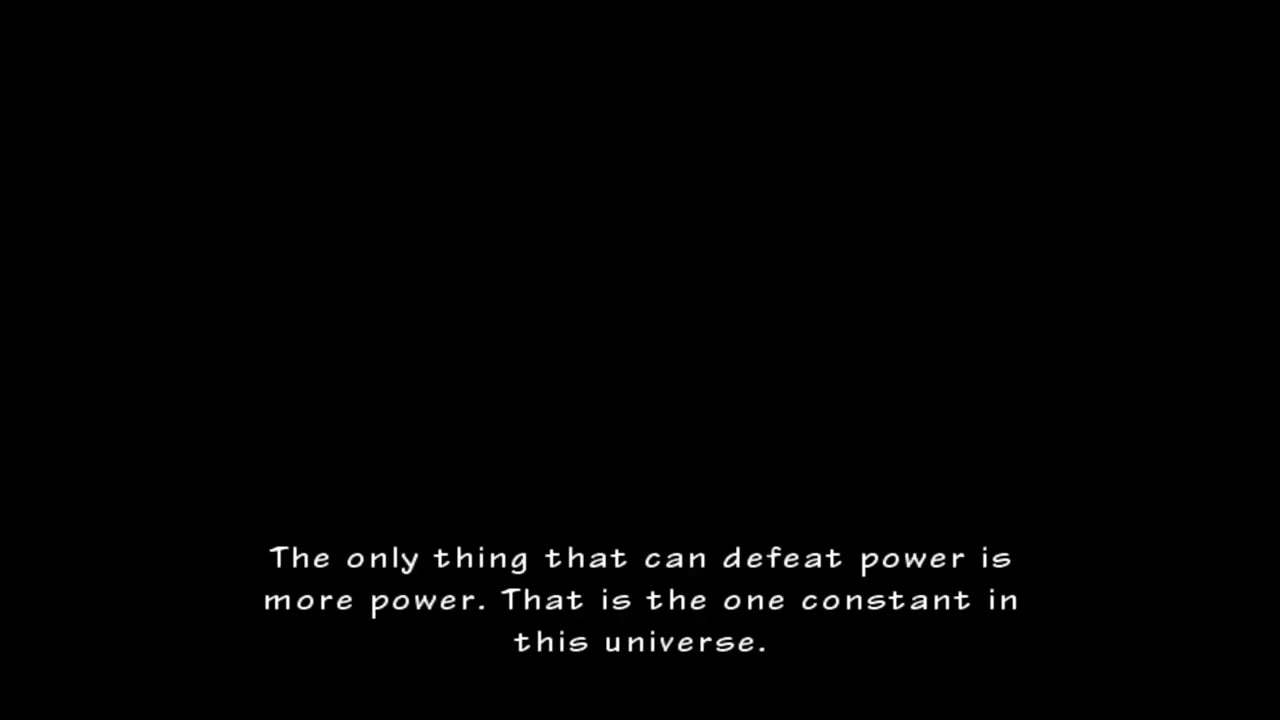 The only thing that can defeat power is
more power. That is the one constant in
this universe.